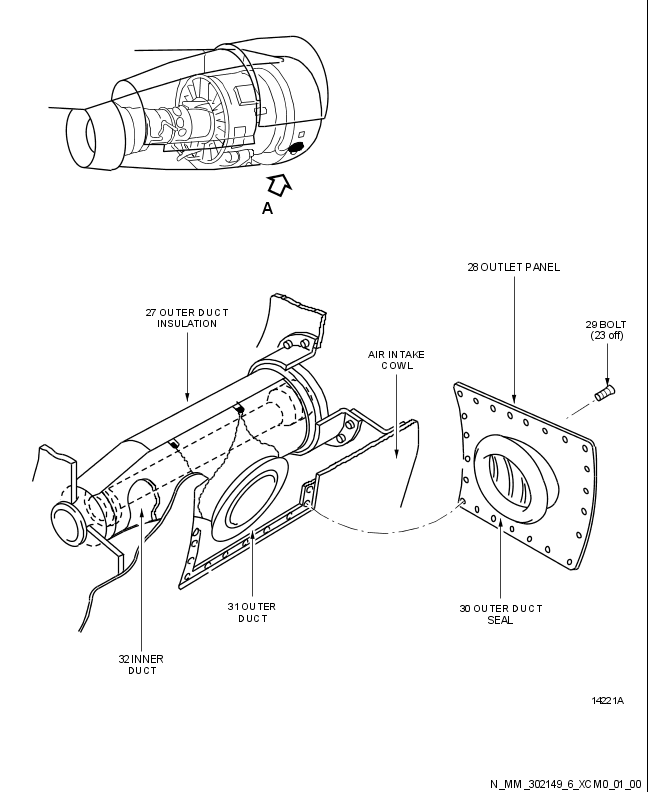 A
28 OUTLET PANEL
27 OUTER DUCT
INSULATION
29 BOLT
(23 off)
AIR INTAKE
COWL
31 OUTER
DUCT
30 OUTER DUCT
SEAL
32 INNER
DUCT
14221A
N_MM_302149_6_XCM0_01_00